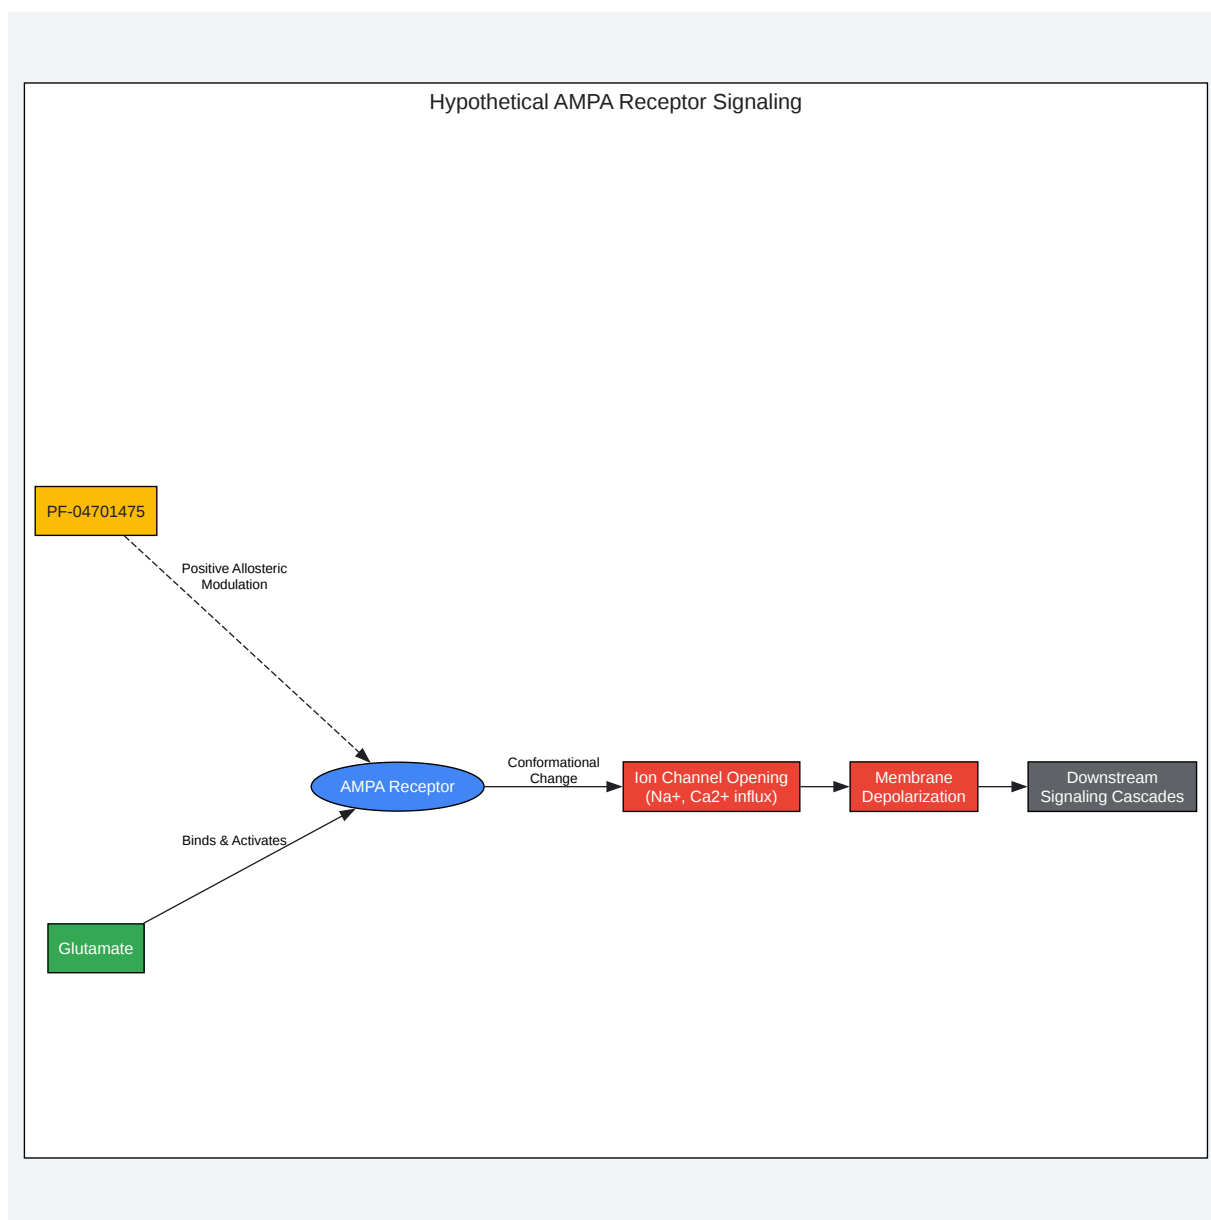 Hypothetical AMPA Receptor Signaling
PF-04701475
Positive Allosteric
Modulation
Conformational
Change
AMPA Receptor
Ion Channel Opening
(Na+, Ca2+ influx)
Membrane
Depolarization
Downstream
Signaling Cascades
Binds & Activates
Glutamate